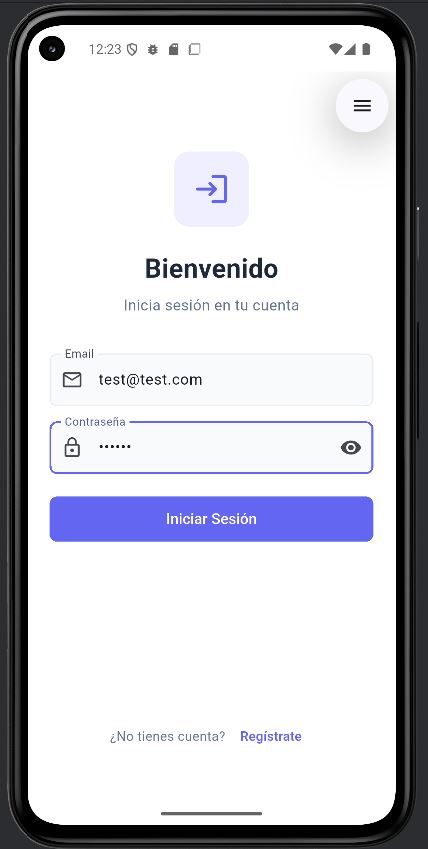 12:23
Bienvenido
Inicia sesión en tu cuenta
Email
test@test.com
Contraseña
••••••
Iniciar Sesión
¿No tienes cuenta? Regístrate